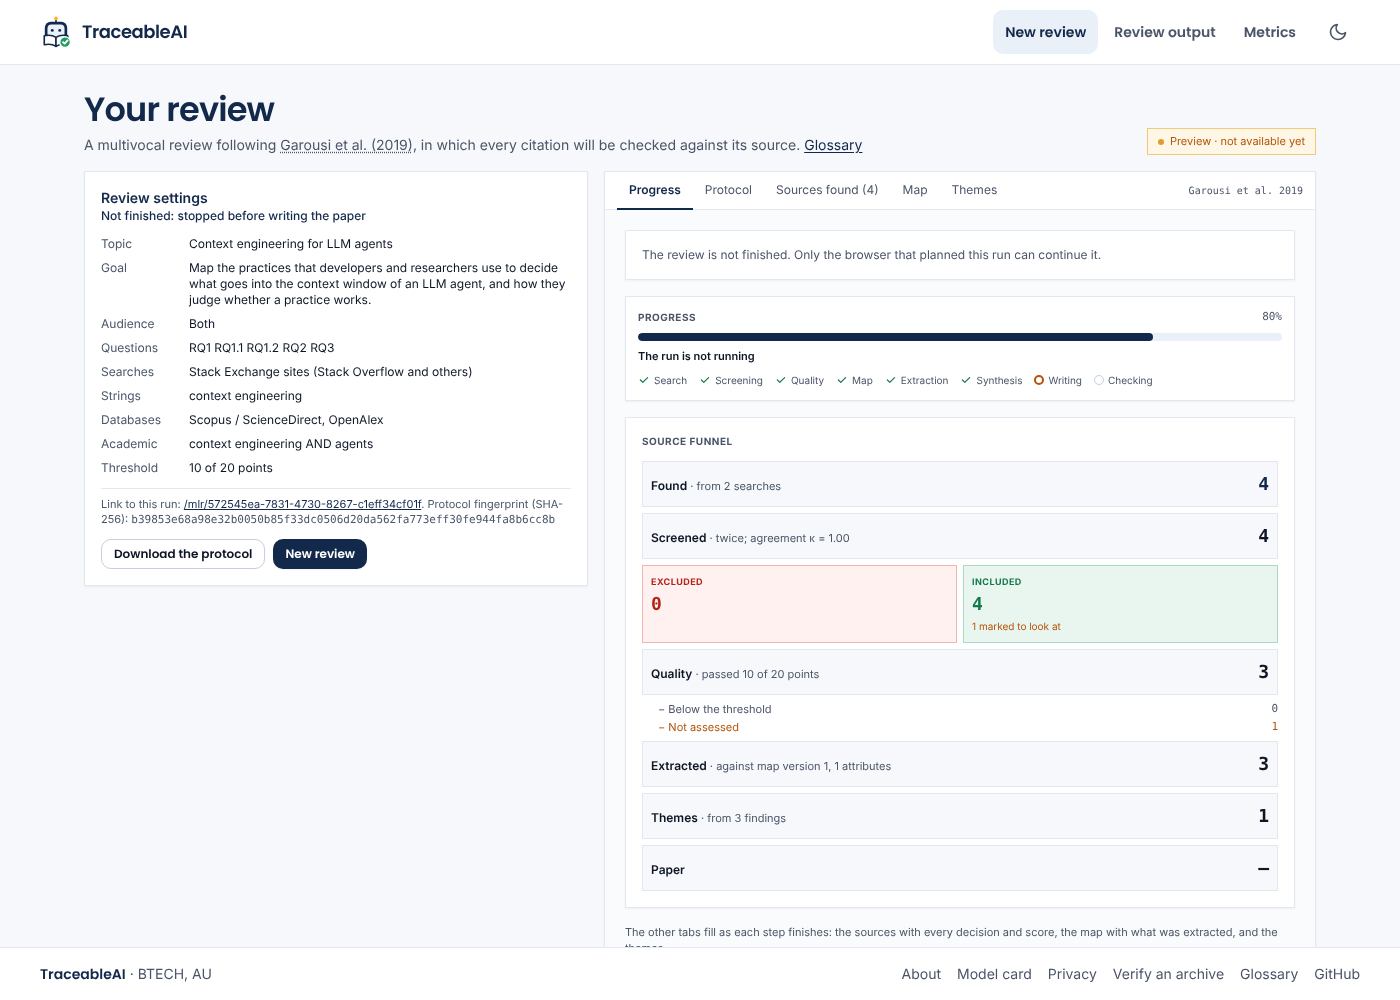 TraceableAI
New review
Review output
Metrics
Your review
A multivocal review following Garousi et al. (2019), in which every citation will be checked against its source. Glossary
Preview · not available yet
Review settings
Not finished: stopped before writing the paper
Topic Context engineering for LLM agents
Goal Map the practices that developers and researchers use to decide
what goes into the context window of an LLM agent, and how they
judge whether a practice works.
Audience Both
Questions RQ1 RQ1.1 RQ1.2 RQ2 RQ3
Searches Stack Exchange sites (Stack Overflow and others)
Strings context engineering
Databases Scopus / ScienceDirect, OpenAlex
Academic context engineering AND agents
Threshold 10 of 20 points
Link to this run: /mlr/572545ea-7831-4730-8267-c1eff34cf01f. Protocol fingerprint (SHA-
256): b39853e68a98e32b0050b85f33dc0506d20da562fa773eff30fe944fa8b6cc8b
Download the protocol
New review
Progress
Protocol
Sources found (4)
Map
Themes
Garousi et al. 2019
The review is not finished. Only the browser that planned this run can continue it.
PROGRESS 80%
The run is not running
Search Screening Quality Map Extraction Synthesis Writing Checking
SOURCE FUNNEL
Found · from 2 searches 4
Screened · twice; agreement κ = 1.00 4
EXCLUDED
0
INCLUDED
4
1 marked to look at
Quality · passed 10 of 20 points 3
– Below the threshold 0
– Not assessed 1
Extracted · against map version 1, 1 attributes 3
Themes · from 3 findings 1
Paper –
The other tabs fill as each step finishes: the sources with every decision and score, the map with what was extracted, and the
themes.
TraceableAI · BTECH, AU
About
Model card
Privacy
Verify an archive
Glossary
GitHub